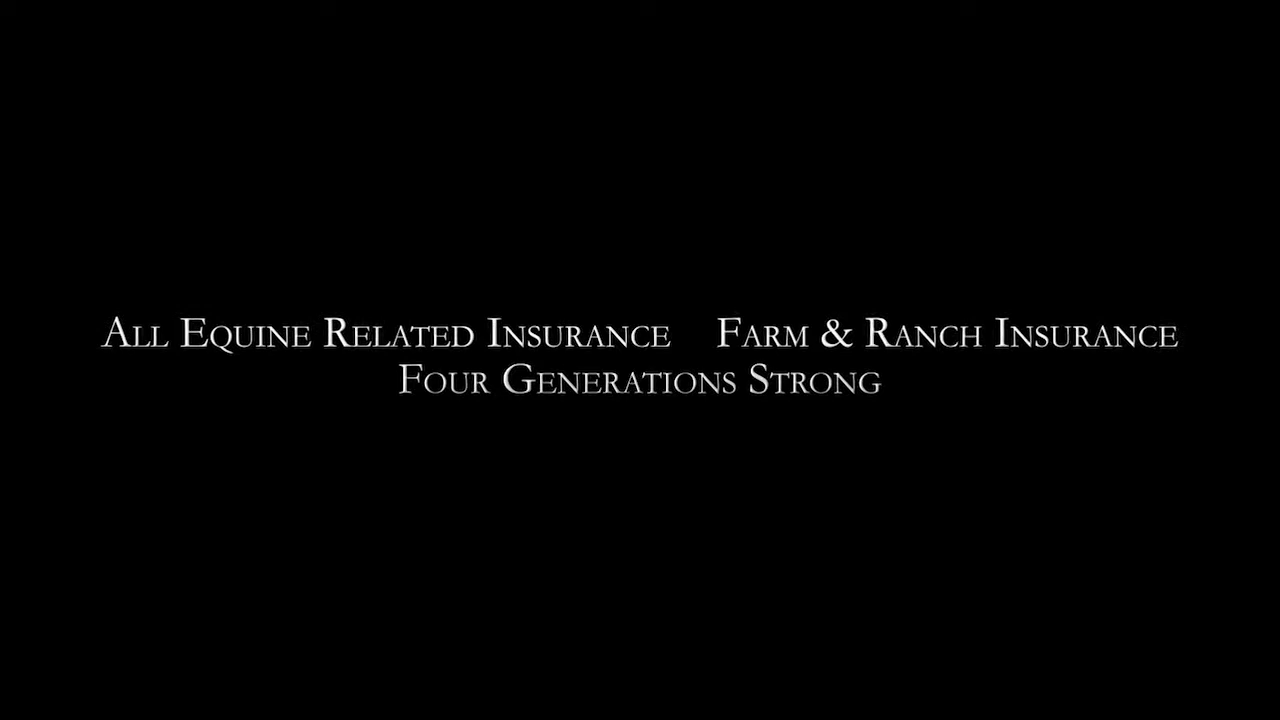 All Equine Related Insurance Farm & Ranch Insurance
Four Generations Strong